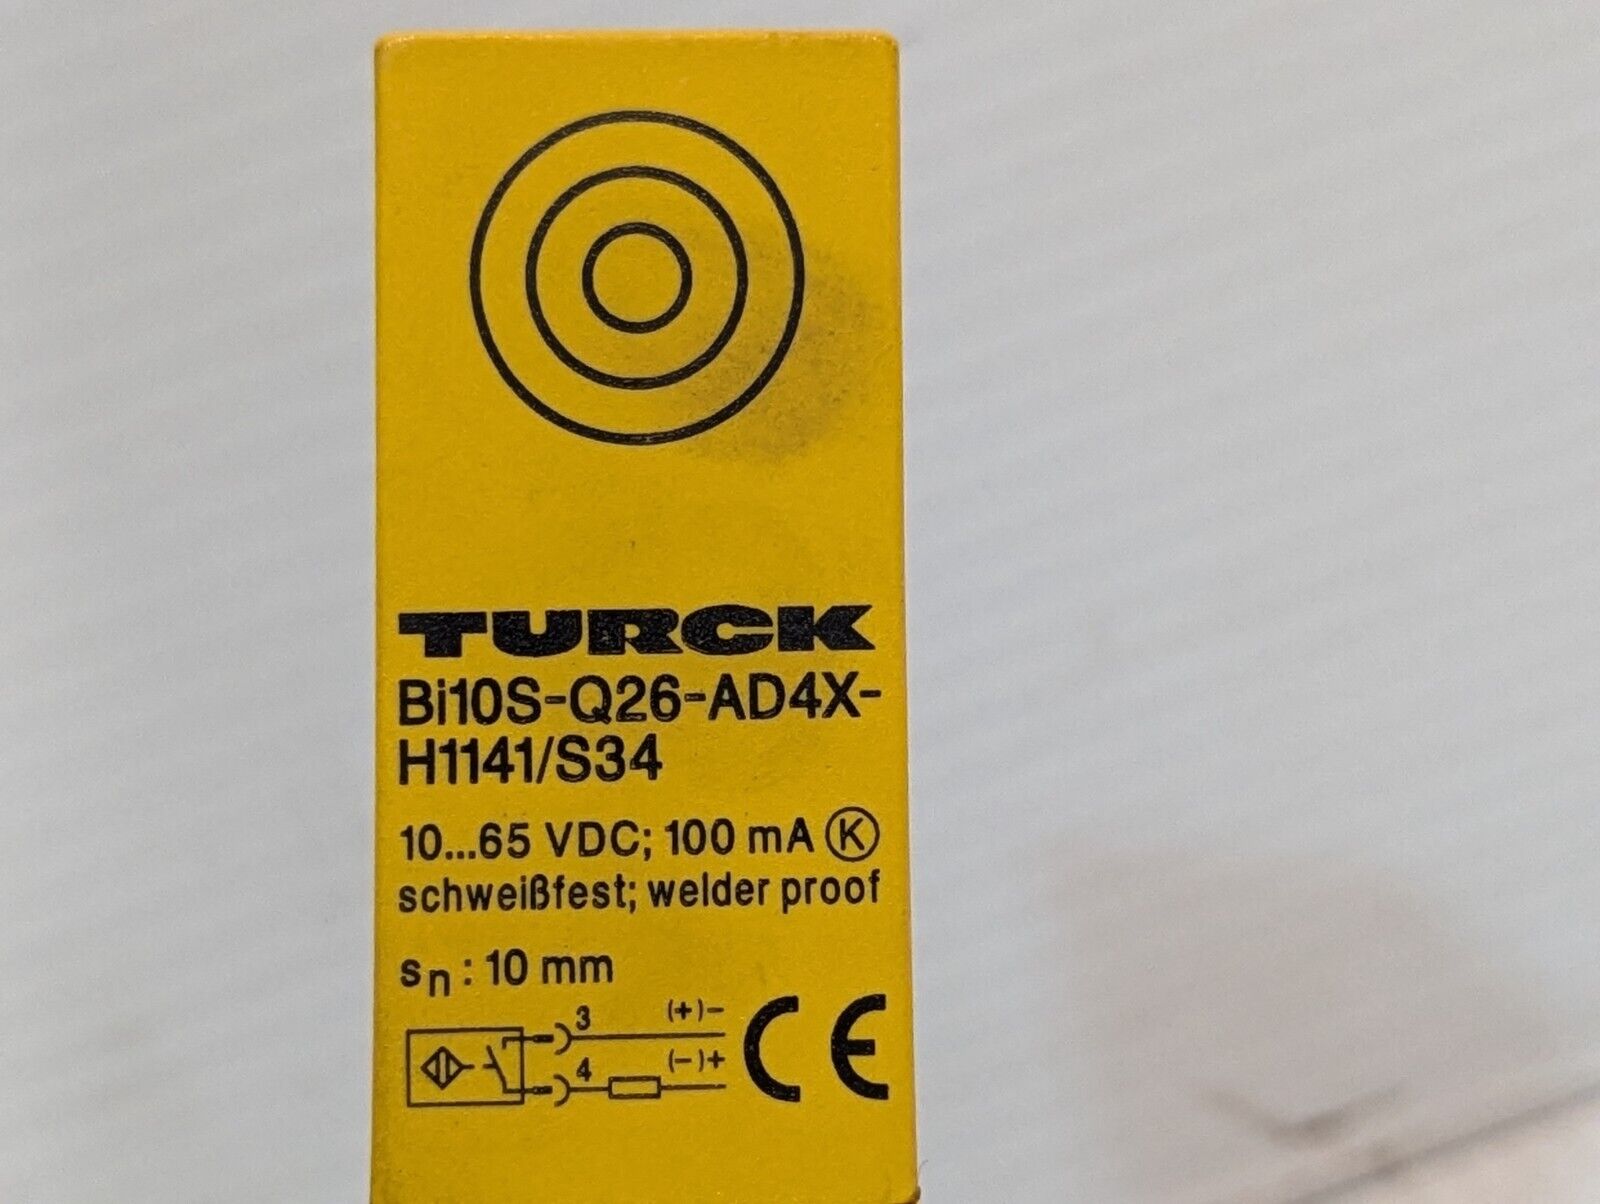 TURCK
Bi10S-Q26-AD4X-
H1141/S34
10...65 VDC; 100 mA Ⓚ
schweißfest; welder proof
sn : 10 mm
3 (+)-
4 (-)+
CE